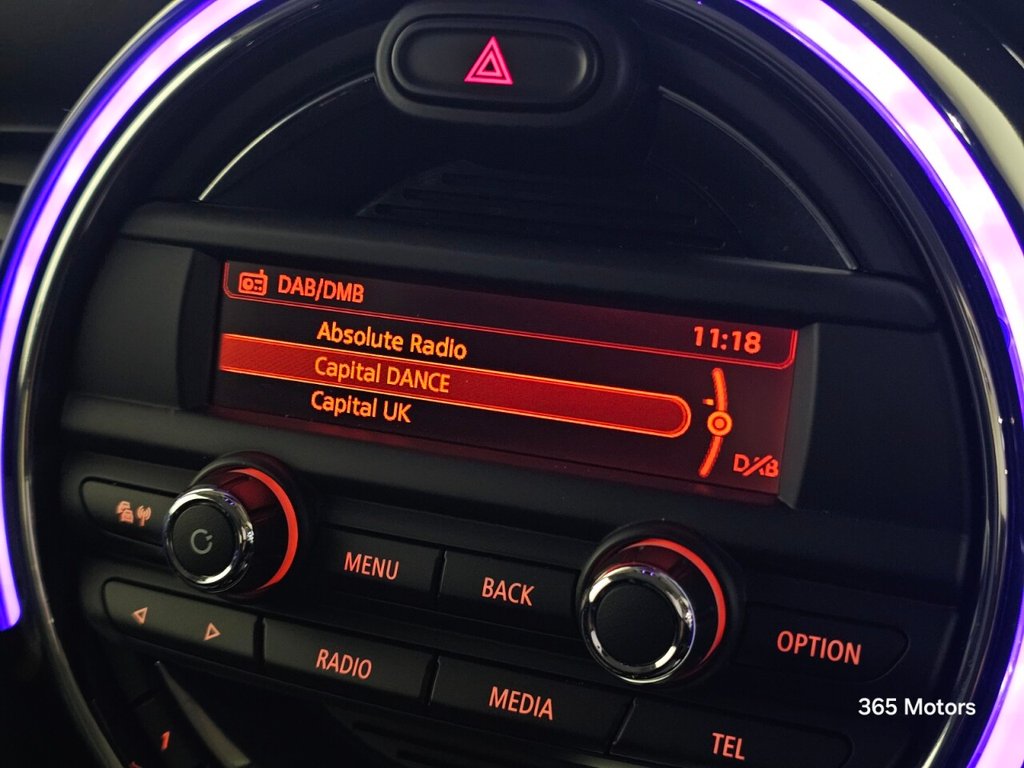 DAB/DMB
11:18
Absolute Radio
Capital DANCE
Capital UK
DAB
MENU
BACK
OPTION
RADIO
MEDIA
TEL
1
365 Motors